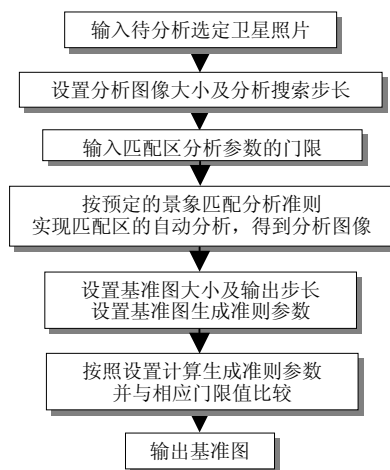 输入待分析选定卫星照片
设置分析图像大小及分析搜索步长
输入匹配区分析参数的门限
按预定的景象匹配分析准则
实现匹配区的自动分析，得到分析图像
设置基准图大小及输出步长
设置基准图生成准则参数
按照设置计算生成准则参数
并与相应门限值比较
输出基准图